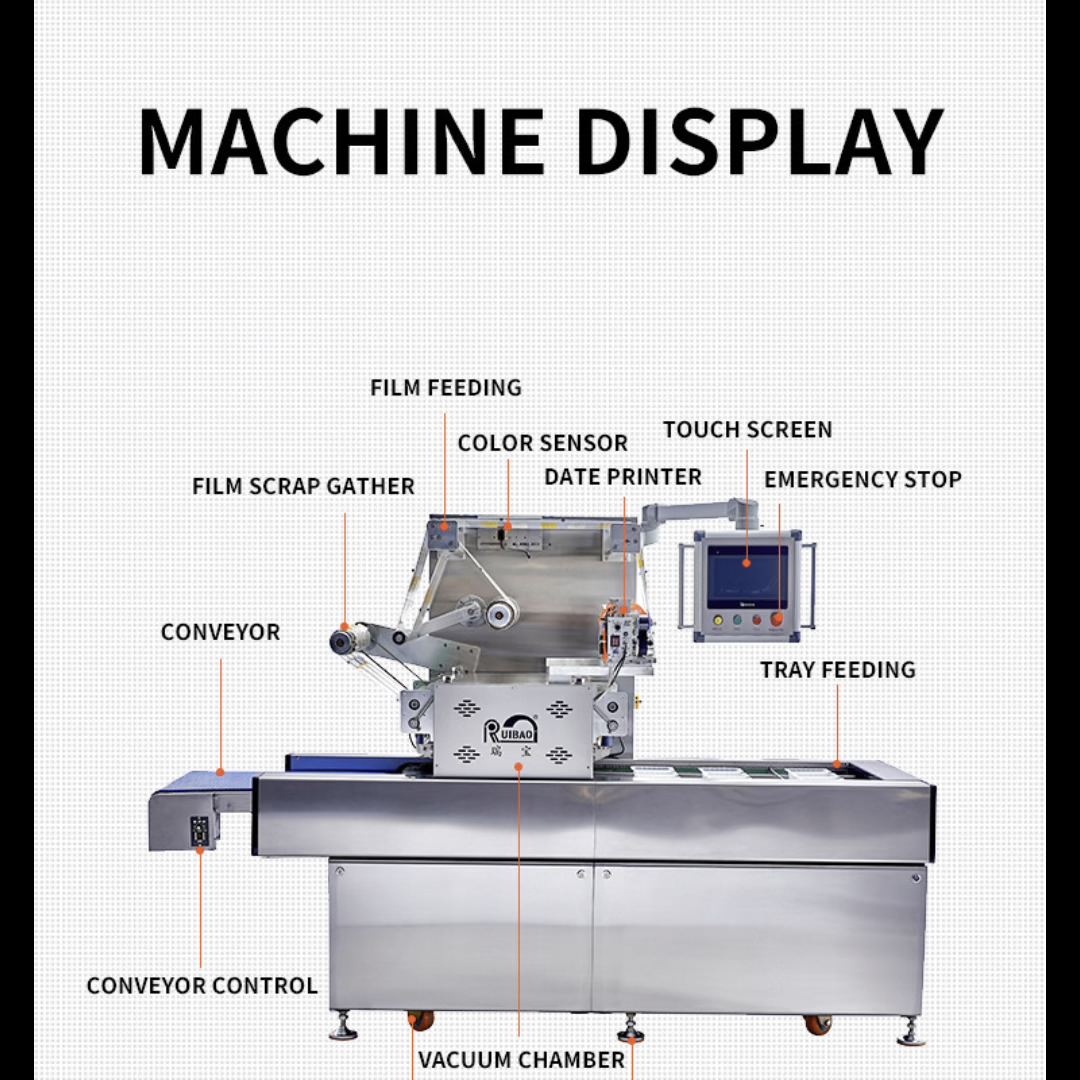 MACHINE DISPLAY
FILM FEEDING
TOUCH SCREEN
COLOR SENSOR
DATE PRINTER
EMERGENCY STOP
FILM SCRAP GATHER
CONVEYOR
TRAY FEEDING
RUIBAO
瑞 宝
CONVEYOR CONTROL
VACUUM CHAMBER